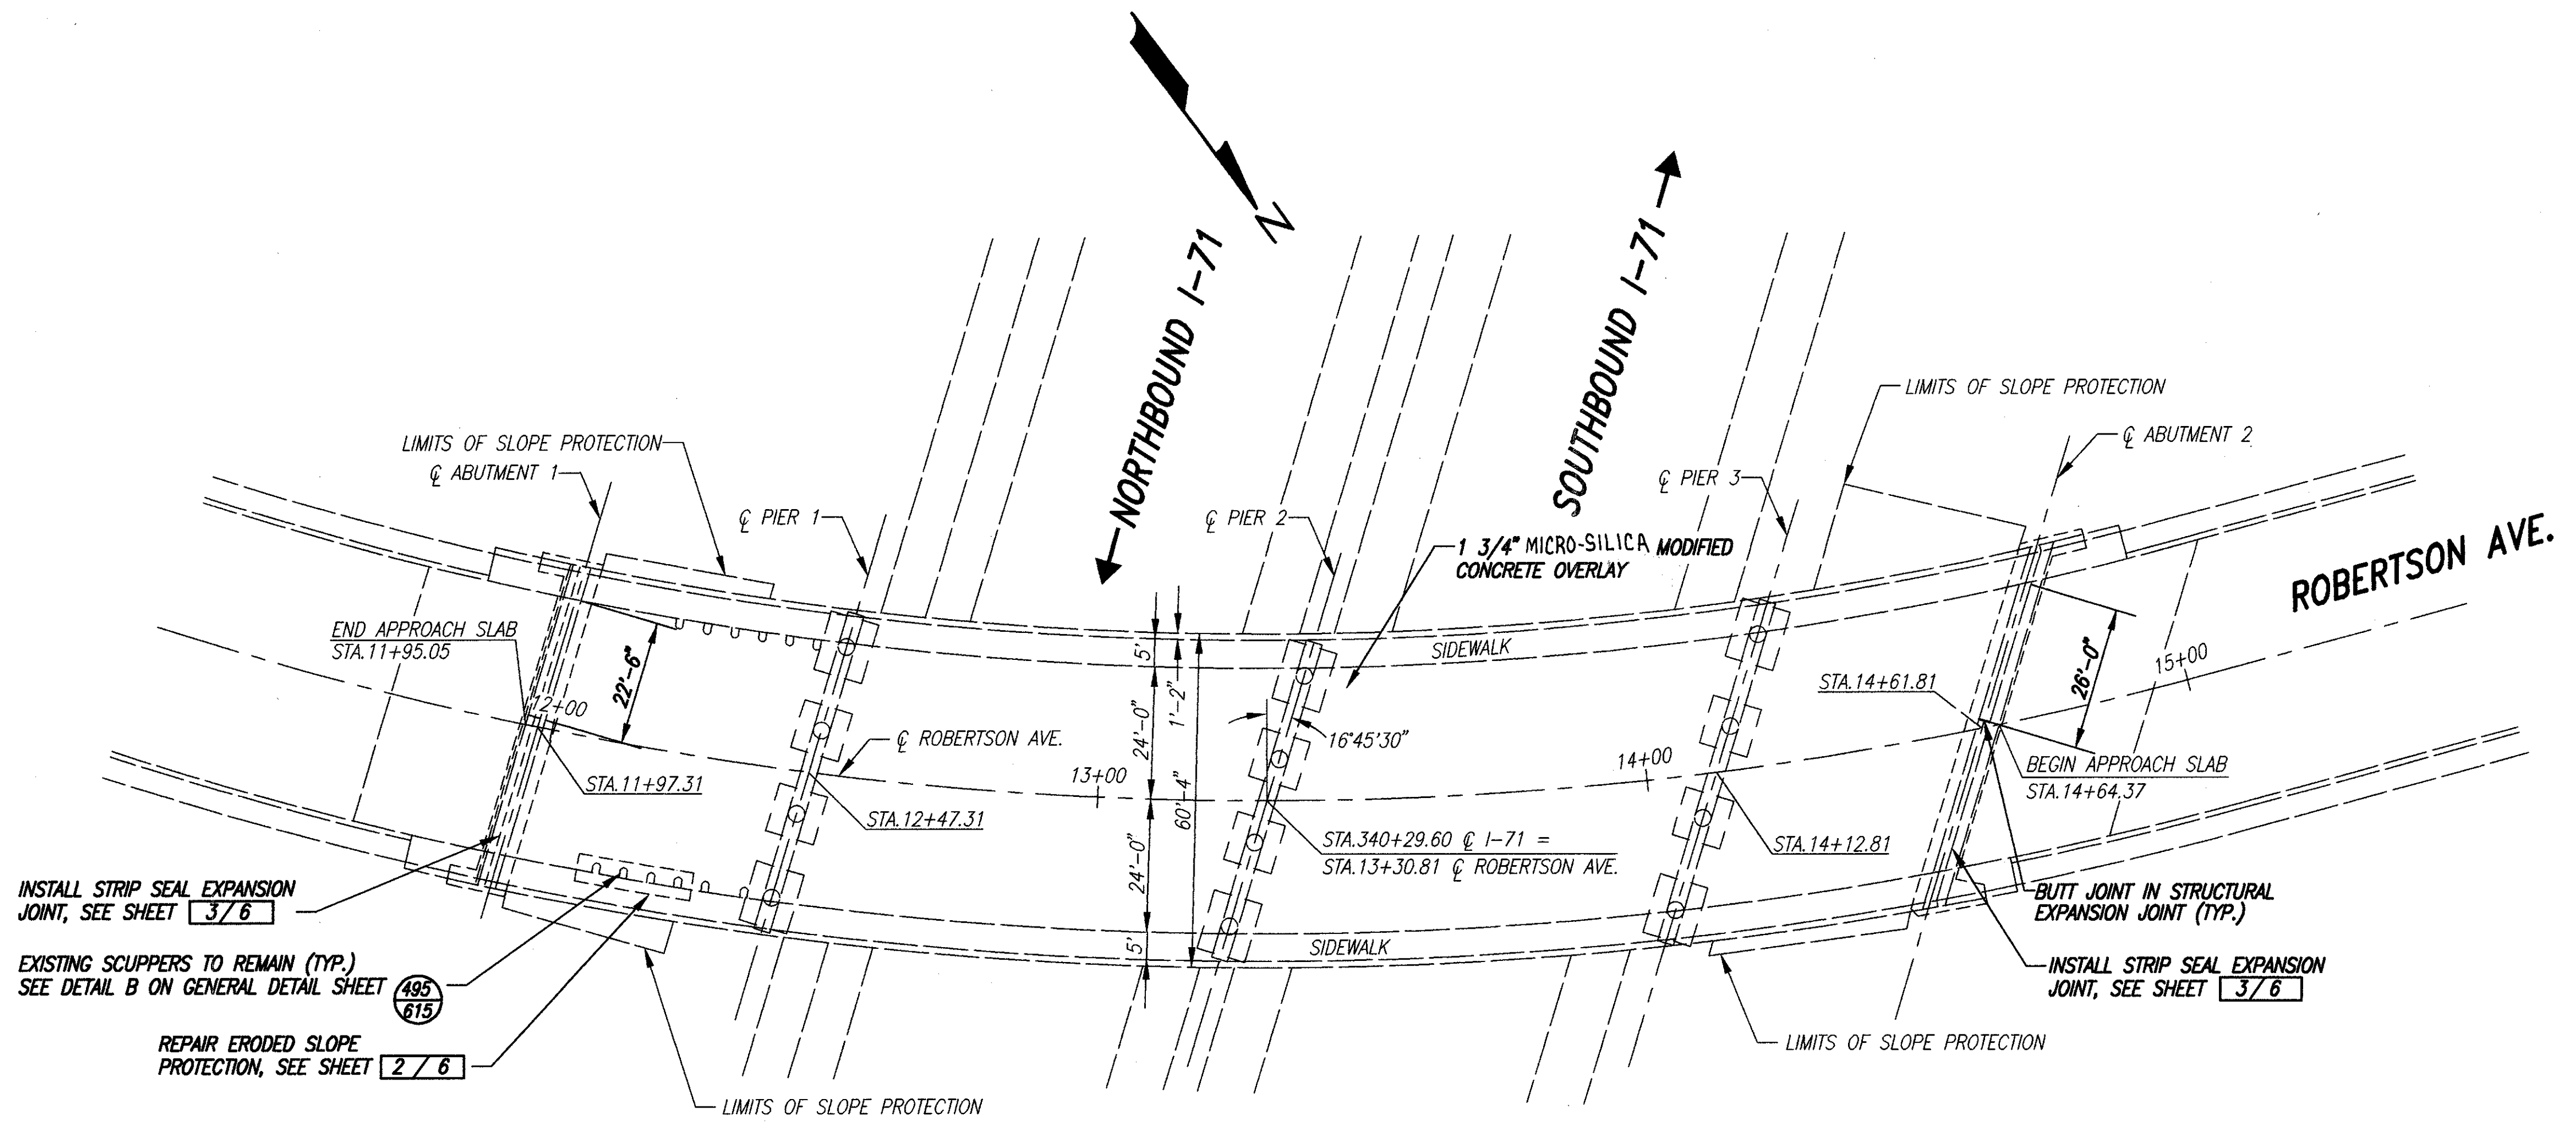 N
NORTHBOUND I-71
SOUTHBOUND I-71
LIMITS OF SLOPE PROTECTION
℄ ABUTMENT 2
LIMITS OF SLOPE PROTECTION
℄ ABUTMENT 1
℄ PIER 3
℄ PIER 1
℄ PIER 2
1 3/4" MICRO-SILICA MODIFIED
CONCRETE OVERLAY
ROBERTSON AVE.
END APPROACH SLAB
STA.11+95.05
22'-6"
5'
1'-2"
SIDEWALK
26'-0"
15+00
STA.14+61.81
12+00
24'-0"
℄ ROBERTSON AVE.
16°45'30"
14+00
13+00
BEGIN APPROACH SLAB
STA.14+64.37
STA.11+97.31
STA.12+47.31
60'-4"
STA.340+29.60 ℄ I-71 =
STA.13+30.81 ℄ ROBERTSON AVE.
STA.14+12.81
24'-0"
INSTALL STRIP SEAL EXPANSION
JOINT, SEE SHEET 3/6
BUTT JOINT IN STRUCTURAL
EXPANSION JOINT (TYP.)
5'
SIDEWALK
EXISTING SCUPPERS TO REMAIN (TYP.)
SEE DETAIL B ON GENERAL DETAIL SHEET 495
615
INSTALL STRIP SEAL EXPANSION
JOINT, SEE SHEET 3/6
REPAIR ERODED SLOPE
PROTECTION, SEE SHEET 2 / 6
LIMITS OF SLOPE PROTECTION
LIMITS OF SLOPE PROTECTION